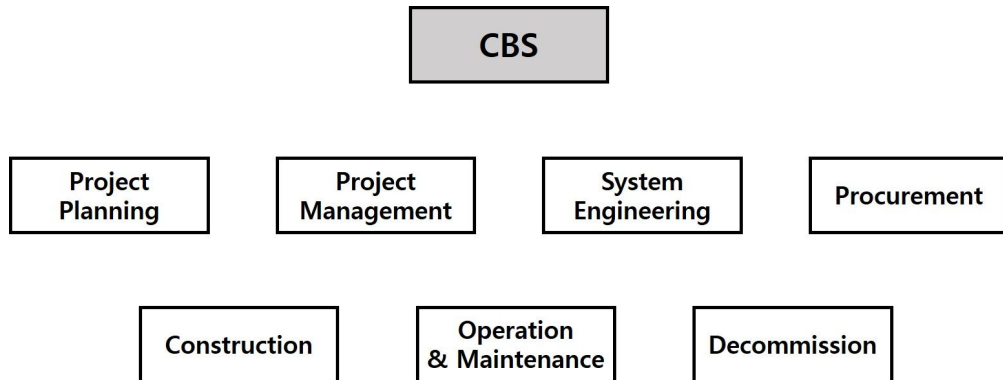 CBS
Project
Planning
Project
Management
System
Engineering
Procurement
Construction
Operation
& Maintenance
Decommission